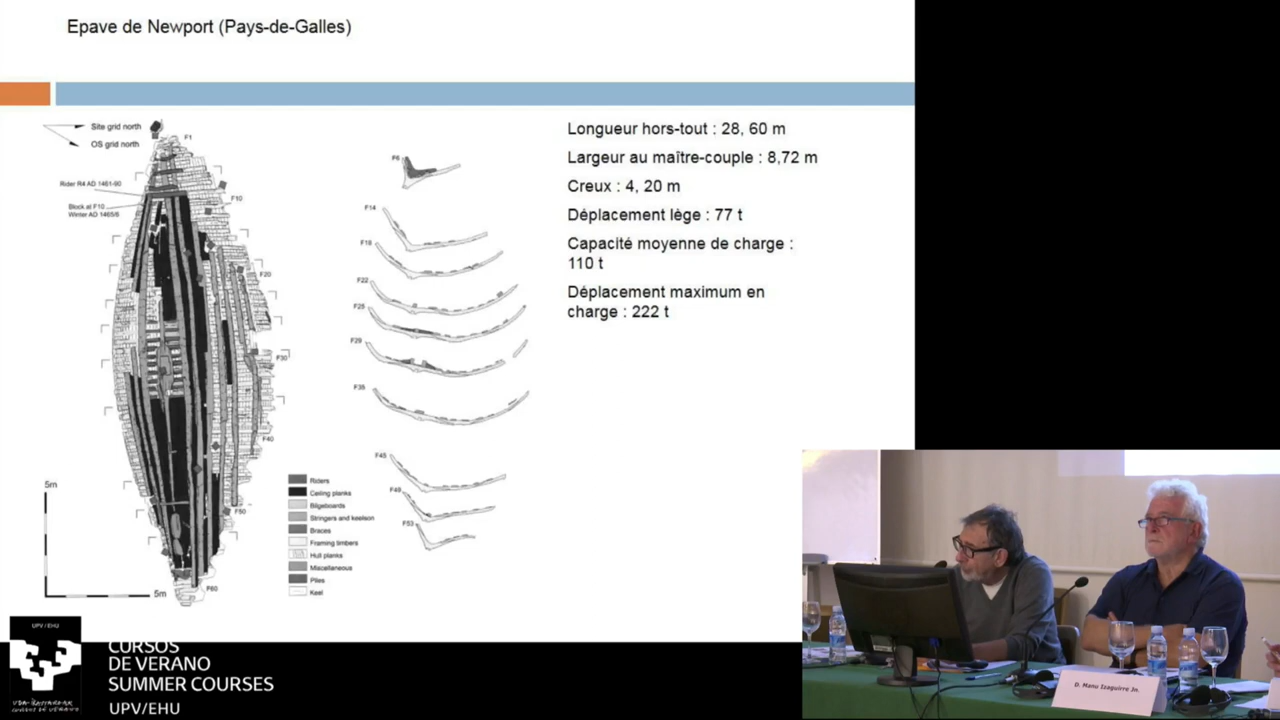 Epave de Newport (Pays-de-Galles)
Site grid north
OS grid north
F1
Rider R4 AD 1461-90
Block at F10
Winter AD 1465/6
F10
F20
F30
F40
F50
F60
5m
5m
F6
F14
F18
F22
F25
F29
F35
F45
F49
F53
Riders
Ceiling planks
Bilgeboards
Stringers and keelson
Braces
Framing timbers
Hull planks
Miscellaneous
Piles
Keel
Longueur hors-tout : 28, 60 m
Largeur au maître-couple : 8,72 m
Creux : 4, 20 m
Déplacement lège : 77 t
Capacité moyenne de charge :
110 t
Déplacement maximum en
charge : 222 t
UPV / EHU
CURSOS
DE VERANO
SUMMER COURSES
UPV/EHU
D. Manu Izaguirre Jn.